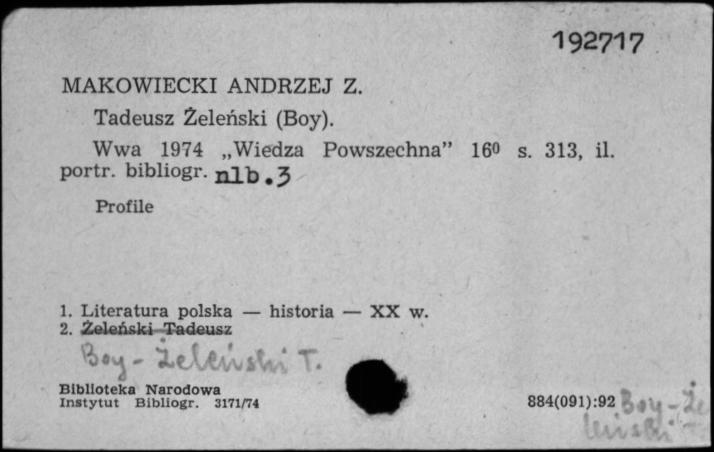 192717
MAKOWIECKI ANDRZEJ Z.
Tadeusz Żeleński (Boy).
Wwa 1974 „Wiedza Powszechna” 16⁰ s. 313, il.
portr. bibliogr. nlb.3
Profile
1. Literatura polska — historia — XX w.
2. Żeleński Tadeusz
Boy - Żeleński T.
Biblioteka Narodowa
Instytut Bibliogr. 3171/74
884(091):92 Boy - Że
leński T.